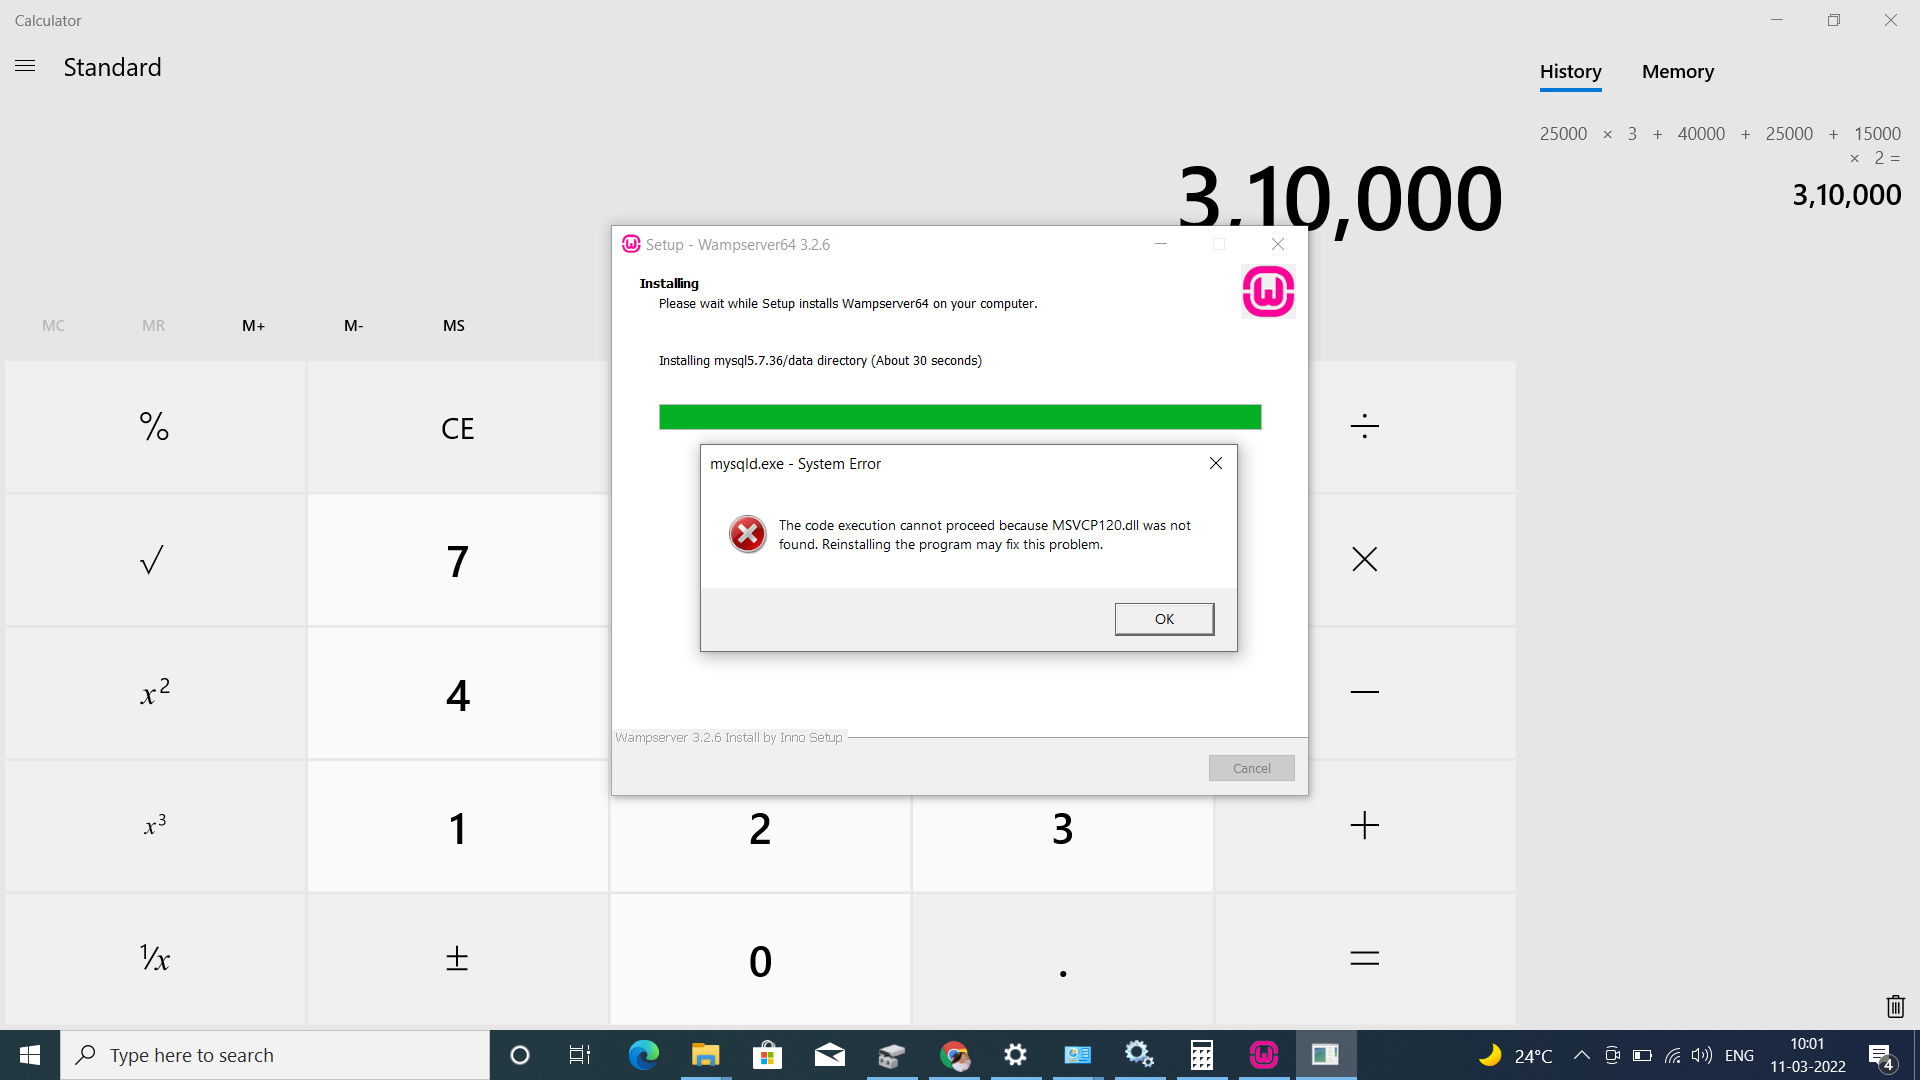 Calculator
Standard
History Memory
25000 × 3 + 40000 + 25000 + 15000
× 2 =
3,10,000
3,10,000
Setup - Wampserver64 3.2.6
Installing
Please wait while Setup installs Wampserver64 on your computer.
Installing mysql5.7.36/data directory (About 30 seconds)
mysqld.exe - System Error
The code execution cannot proceed because MSVCP120.dll was not
found. Reinstalling the program may fix this problem.
OK
Wampserver 3.2.6 Install by Inno Setup
Cancel
MC MR M+ M- MS
% CE ÷
√ 7 ×
x² 4 −
x³ 1 2 3 +
¹/x ± 0 . =
Type here to search
24°C ENG
10:01
11-03-2022
4